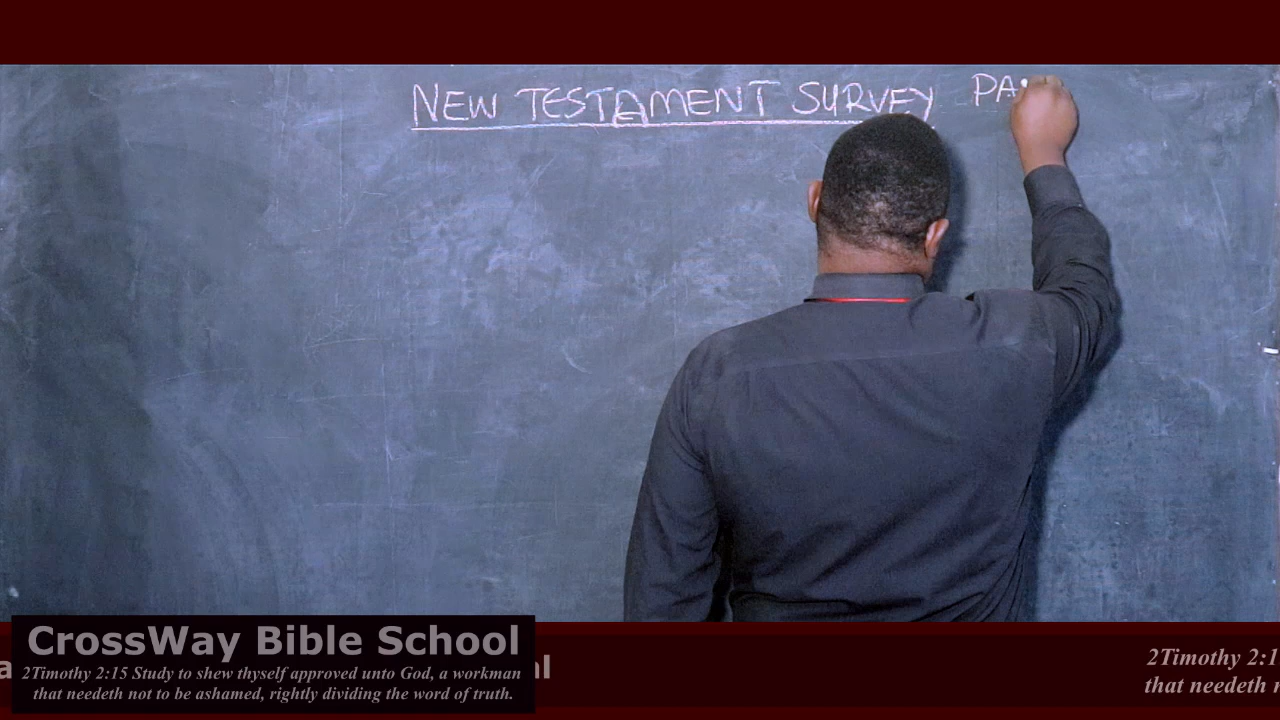 NEW TESTAMENT SURVEY PA
CrossWay Bible School
2Timothy 2:15 Study to shew thyself approved unto God, a workman
that needeth not to be ashamed, rightly dividing the word of truth.
2Timothy 2:1
that needeth